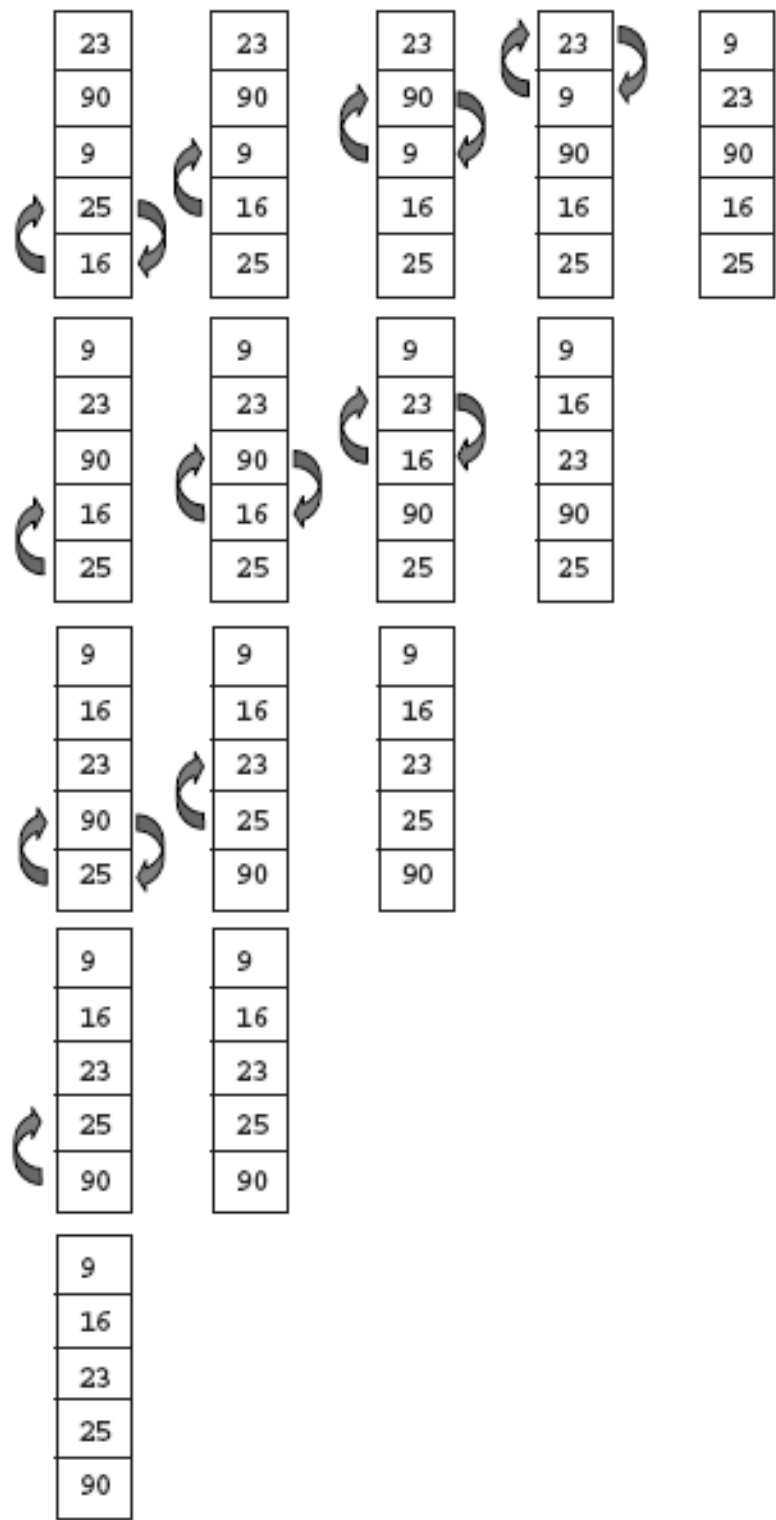 23 23 23 23 9
90 90 90 9 23
9 9 9 90 90
25 16 16 16 16
16 25 25 25 25
9 9 9 9
23 23 23 16
90 90 16 23
16 16 90 90
25 25 25 25
9 9 9
16 16 16
23 23 23
90 25 25
25 90 90
9 9
16 16
23 23
25 25
90 90
9
16
23
25
90